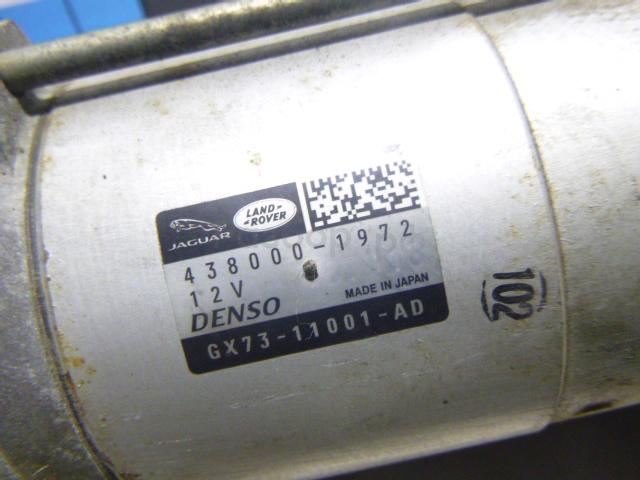 JAGUAR
LAND-
-ROVER
438000 1972
12V
DENSO
MADE IN JAPAN
GX73-11001-AD
102